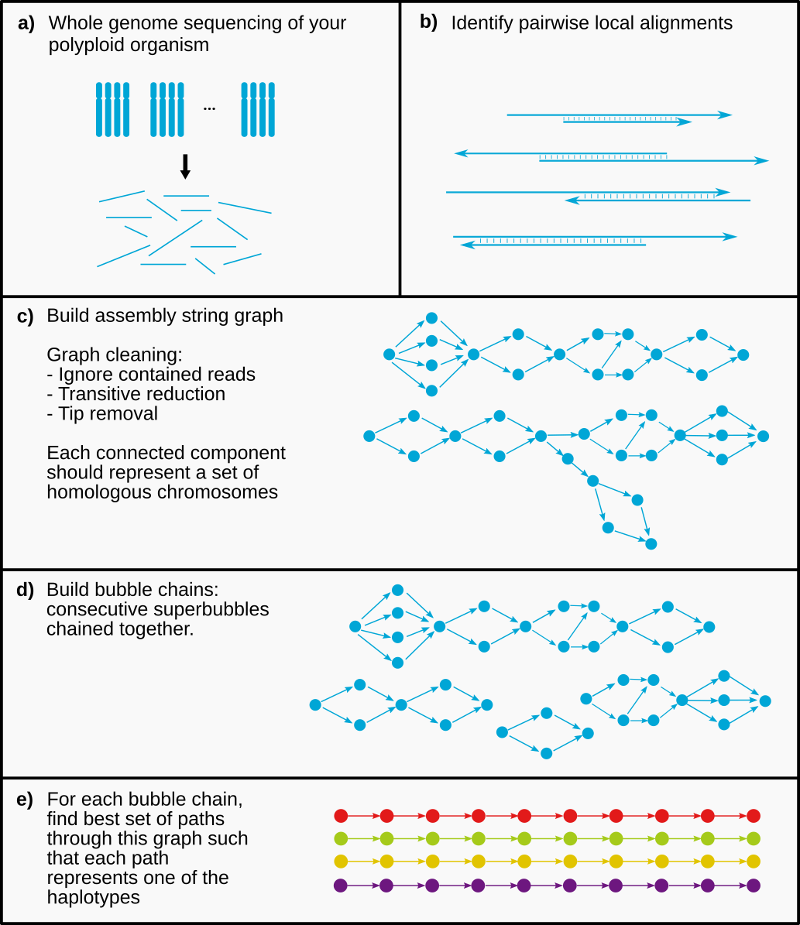 a) Whole genome sequencing of your
polyploid organism
...
b) Identify pairwise local alignments
c) Build assembly string graph
Graph cleaning:
- Ignore contained reads
- Transitive reduction
- Tip removal
Each connected component
should represent a set of
homologous chromosomes
d) Build bubble chains:
consecutive superbubbles
chained together.
e) For each bubble chain,
find best set of paths
through this graph such
that each path
represents one of the
haplotypes